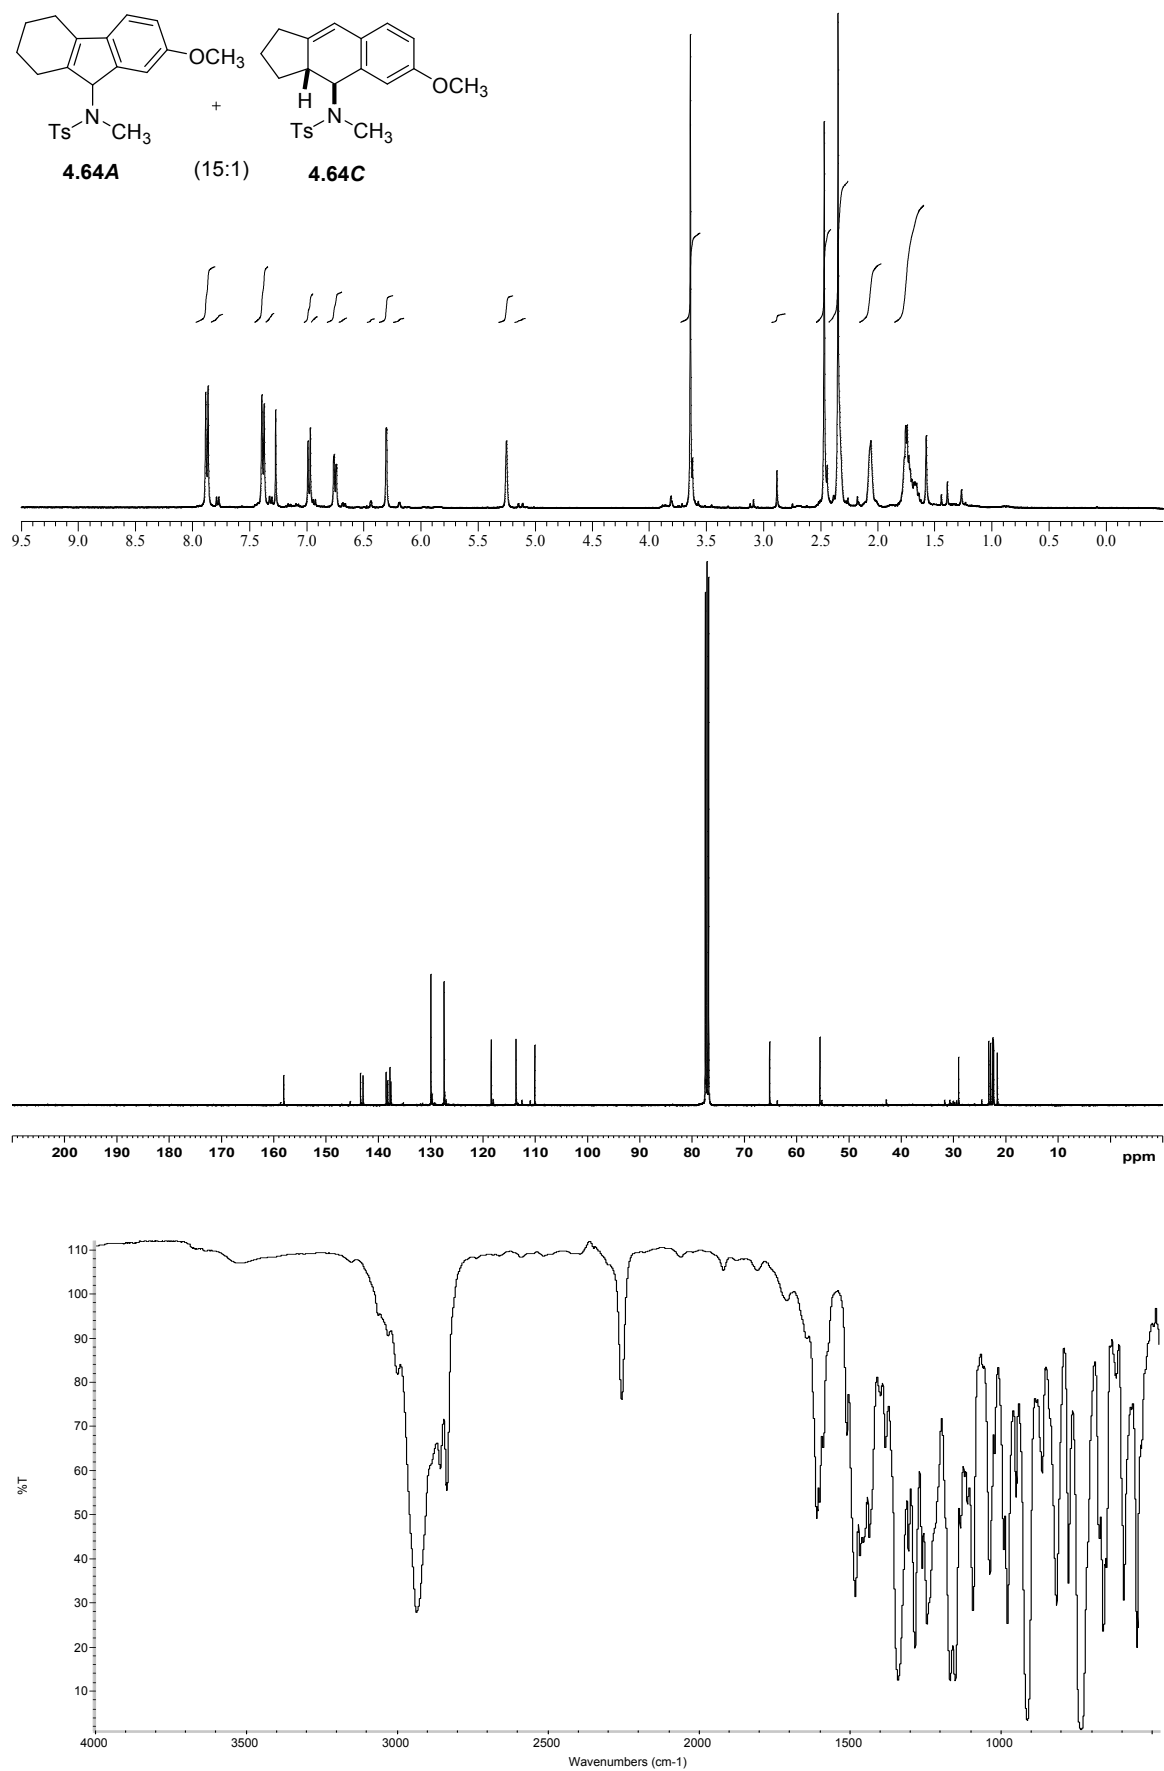 OCH3
N
Ts
CH3
4.64A
+
(15:1)
H
OCH3
N
Ts
CH3
4.64C
9.5 9.0 8.5 8.0 7.5 7.0 6.5 6.0 5.5 5.0 4.5 4.0 3.5 3.0 2.5 2.0 1.5 1.0 0.5 0.0
200 190 180 170 160 150 140 130 120 110 100 90 80 70 60 50 40 30 20 10 ppm
110
100
90
80
70
60
50
40
30
20
10
%T
4000 3500 3000 2500 2000 1500 1000
Wavenumbers (cm-1)